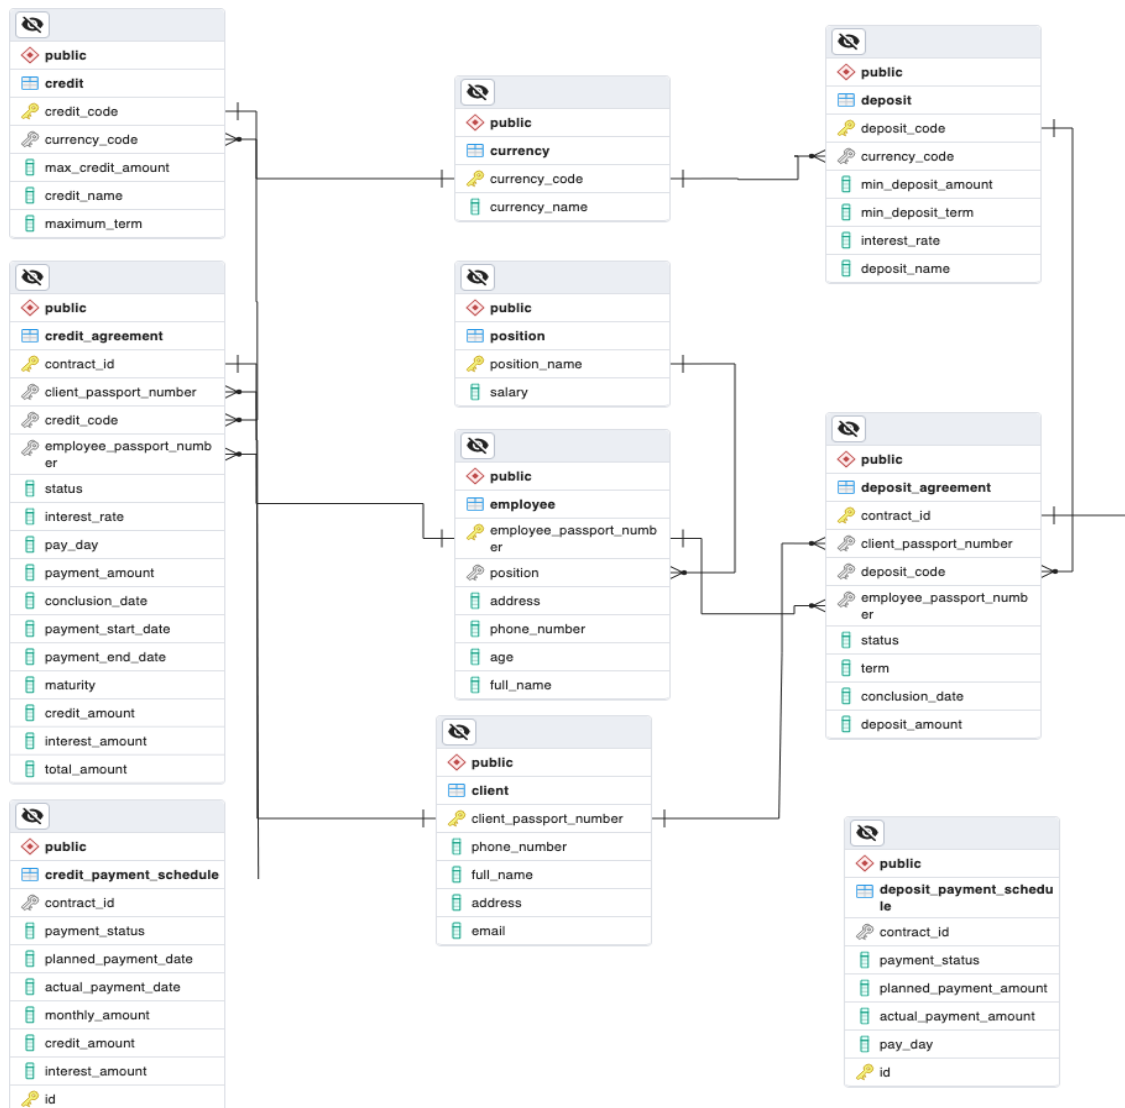 public
credit
credit_code
currency_code
max_credit_amount
credit_name
maximum_term
public
credit_agreement
contract_id
client_passport_number
credit_code
employee_passport_numb
er
status
interest_rate
pay_day
payment_amount
conclusion_date
payment_start_date
payment_end_date
maturity
credit_amount
interest_amount
total_amount
public
credit_payment_schedule
contract_id
payment_status
planned_payment_date
actual_payment_date
monthly_amount
credit_amount
interest_amount
id
public
currency
currency_code
currency_name
public
position
position_name
salary
public
employee
employee_passport_numb
er
position
address
phone_number
age
full_name
public
client
client_passport_number
phone_number
full_name
address
email
public
deposit
deposit_code
currency_code
min_deposit_amount
min_deposit_term
interest_rate
deposit_name
public
deposit_agreement
contract_id
client_passport_number
deposit_code
employee_passport_numb
er
status
term
conclusion_date
deposit_amount
public
deposit_payment_schedu
le
contract_id
payment_status
planned_payment_amount
actual_payment_amount
pay_day
id